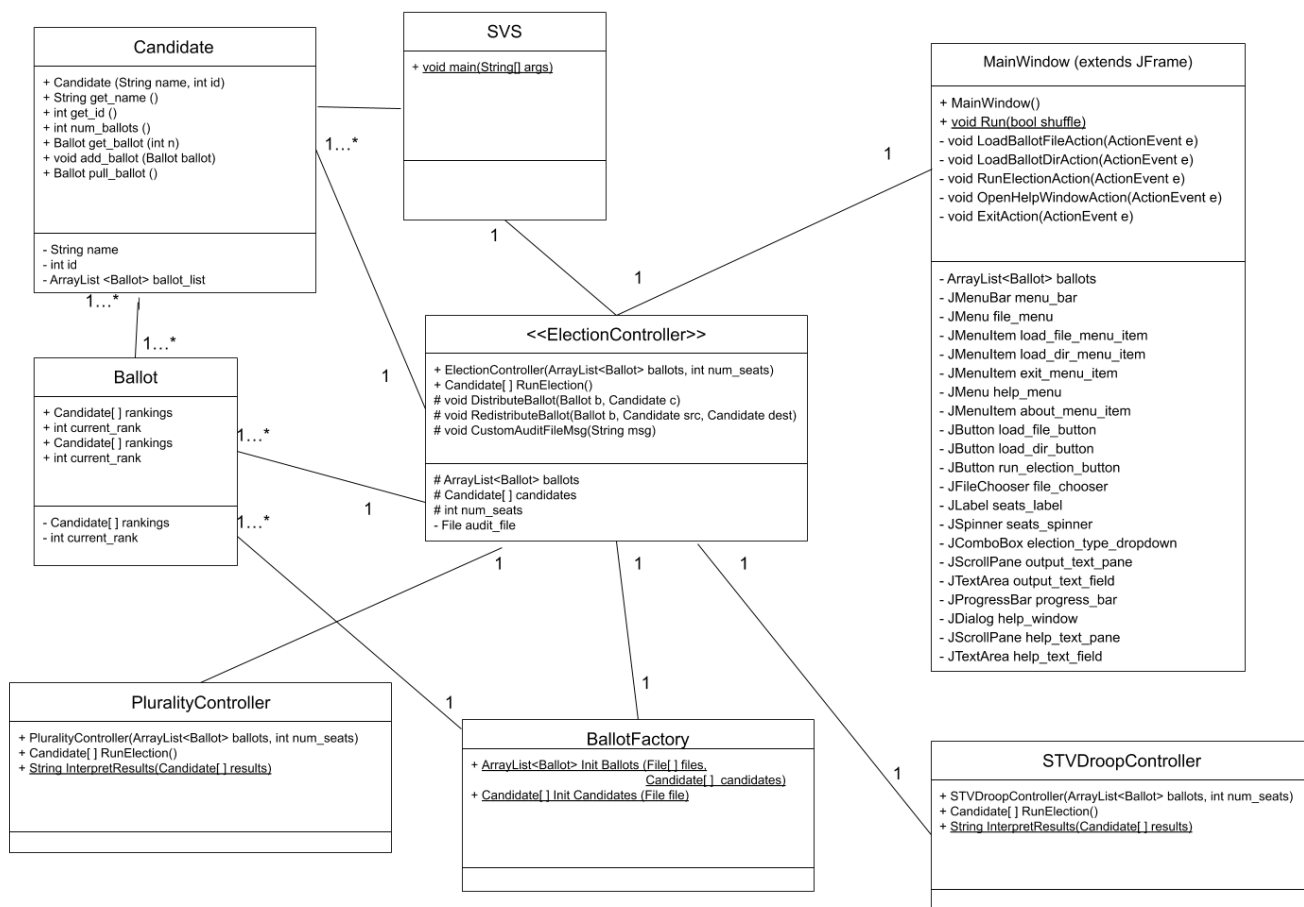 Candidate
+ Candidate (String name, int id)
+ String get_name ()
+ int get_id ()
+ int num_ballots ()
+ Ballot get_ballot (int n)
+ void add_ballot (Ballot ballot)
+ Ballot pull_ballot ()
- String name
- int id
- ArrayList <Ballot> ballot_list
SVS
+ void main(String[] args)
MainWindow (extends JFrame)
+ MainWindow()
+ void Run(bool shuffle)
- void LoadBallotFileAction(ActionEvent e)
- void LoadBallotDirAction(ActionEvent e)
- void RunElectionAction(ActionEvent e)
- void OpenHelpWindowAction(ActionEvent e)
- void ExitAction(ActionEvent e)
- ArrayList<Ballot> ballots
- JMenuBar menu_bar
- JMenu file_menu
- JMenuItem load_file_menu_item
- JMenuItem load_dir_menu_item
- JMenuItem exit_menu_item
- JMenu help_menu
- JMenuItem about_menu_item
- JButton load_file_button
- JButton load_dir_button
- JButton run_election_button
- JFileChooser file_chooser
- JLabel seats_label
- JSpinner seats_spinner
- JComboBox election_type_dropdown
- JScrollPane output_text_pane
- JTextArea output_text_field
- JProgressBar progress_bar
- JDialog help_window
- JScrollPane help_text_pane
- JTextArea help_text_field
1...*
1
1
1
1...*
1...*
1
<<ElectionController>>
+ ElectionController(ArrayList<Ballot> ballots, int num_seats)
+ Candidate[ ] RunElection()
# void DistributeBallot(Ballot b, Candidate c)
# void RedistributeBallot(Ballot b, Candidate src, Candidate dest)
# void CustomAuditFileMsg(String msg)
# ArrayList<Ballot> ballots
# Candidate[ ] candidates
# int num_seats
- File audit_file
Ballot
+ Candidate[ ] rankings
+ int current_rank
+ Candidate[ ] rankings
+ int current_rank
- Candidate[ ] rankings
- int current_rank
1...*
1
1...*
1
1
1
1
1
1
PluralityController
+ PluralityController(ArrayList<Ballot> ballots, int num_seats)
+ Candidate[ ] RunElection()
+ String InterpretResults(Candidate[ ] results)
BallotFactory
+ ArrayList<Ballot> Init Ballots (File[ ] files,
Candidate[ ] candidates)
+ Candidate[ ] Init Candidates (File file)
STVDroopController
+ STVDroopController(ArrayList<Ballot> ballots, int num_seats)
+ Candidate[ ] RunElection()
+ String InterpretResults(Candidate[ ] results)